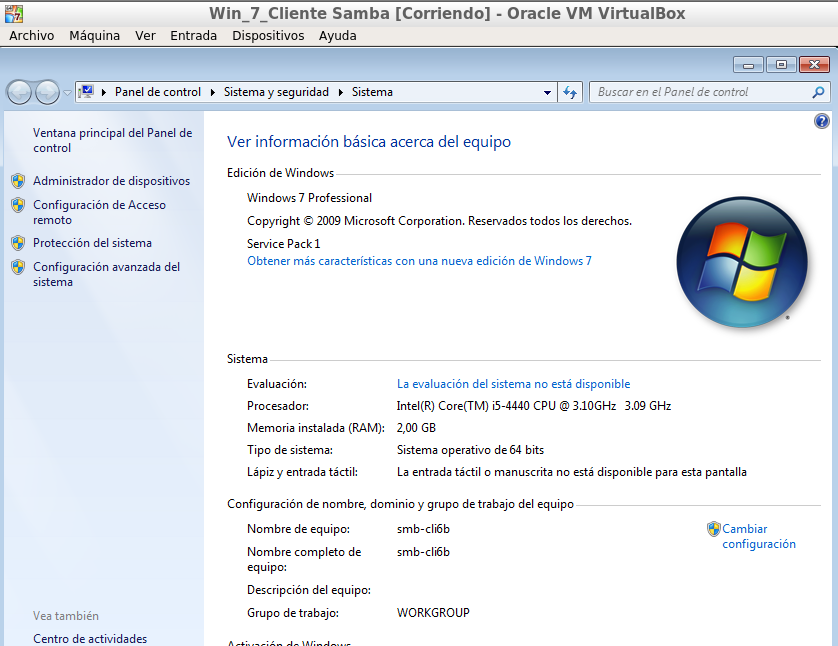 Win_7_Cliente Samba [Corriendo] - Oracle VM VirtualBox
Archivo Máquina Ver Entrada Dispositivos Ayuda
Panel de control Sistema y seguridad Sistema
Buscar en el Panel de control
Ventana principal del Panel de
control
Administrador de dispositivos
Configuración de Acceso
remoto
Protección del sistema
Configuración avanzada del
sistema
Vea también
Centro de actividades
Ver información básica acerca del equipo
Edición de Windows
Windows 7 Professional
Copyright © 2009 Microsoft Corporation. Reservados todos los derechos.
Service Pack 1
Obtener más características con una nueva edición de Windows 7
Sistema
Evaluación: La evaluación del sistema no está disponible
Procesador: Intel(R) Core(TM) i5-4440 CPU @ 3.10GHz 3.09 GHz
Memoria instalada (RAM): 2,00 GB
Tipo de sistema: Sistema operativo de 64 bits
Lápiz y entrada táctil: La entrada táctil o manuscrita no está disponible para esta pantalla
Configuración de nombre, dominio y grupo de trabajo del equipo
Nombre de equipo: smb-cli6b
Cambiar
configuración
Nombre completo de smb-cli6b
equipo:
Descripción del equipo:
Grupo de trabajo: WORKGROUP
Activación de Windows